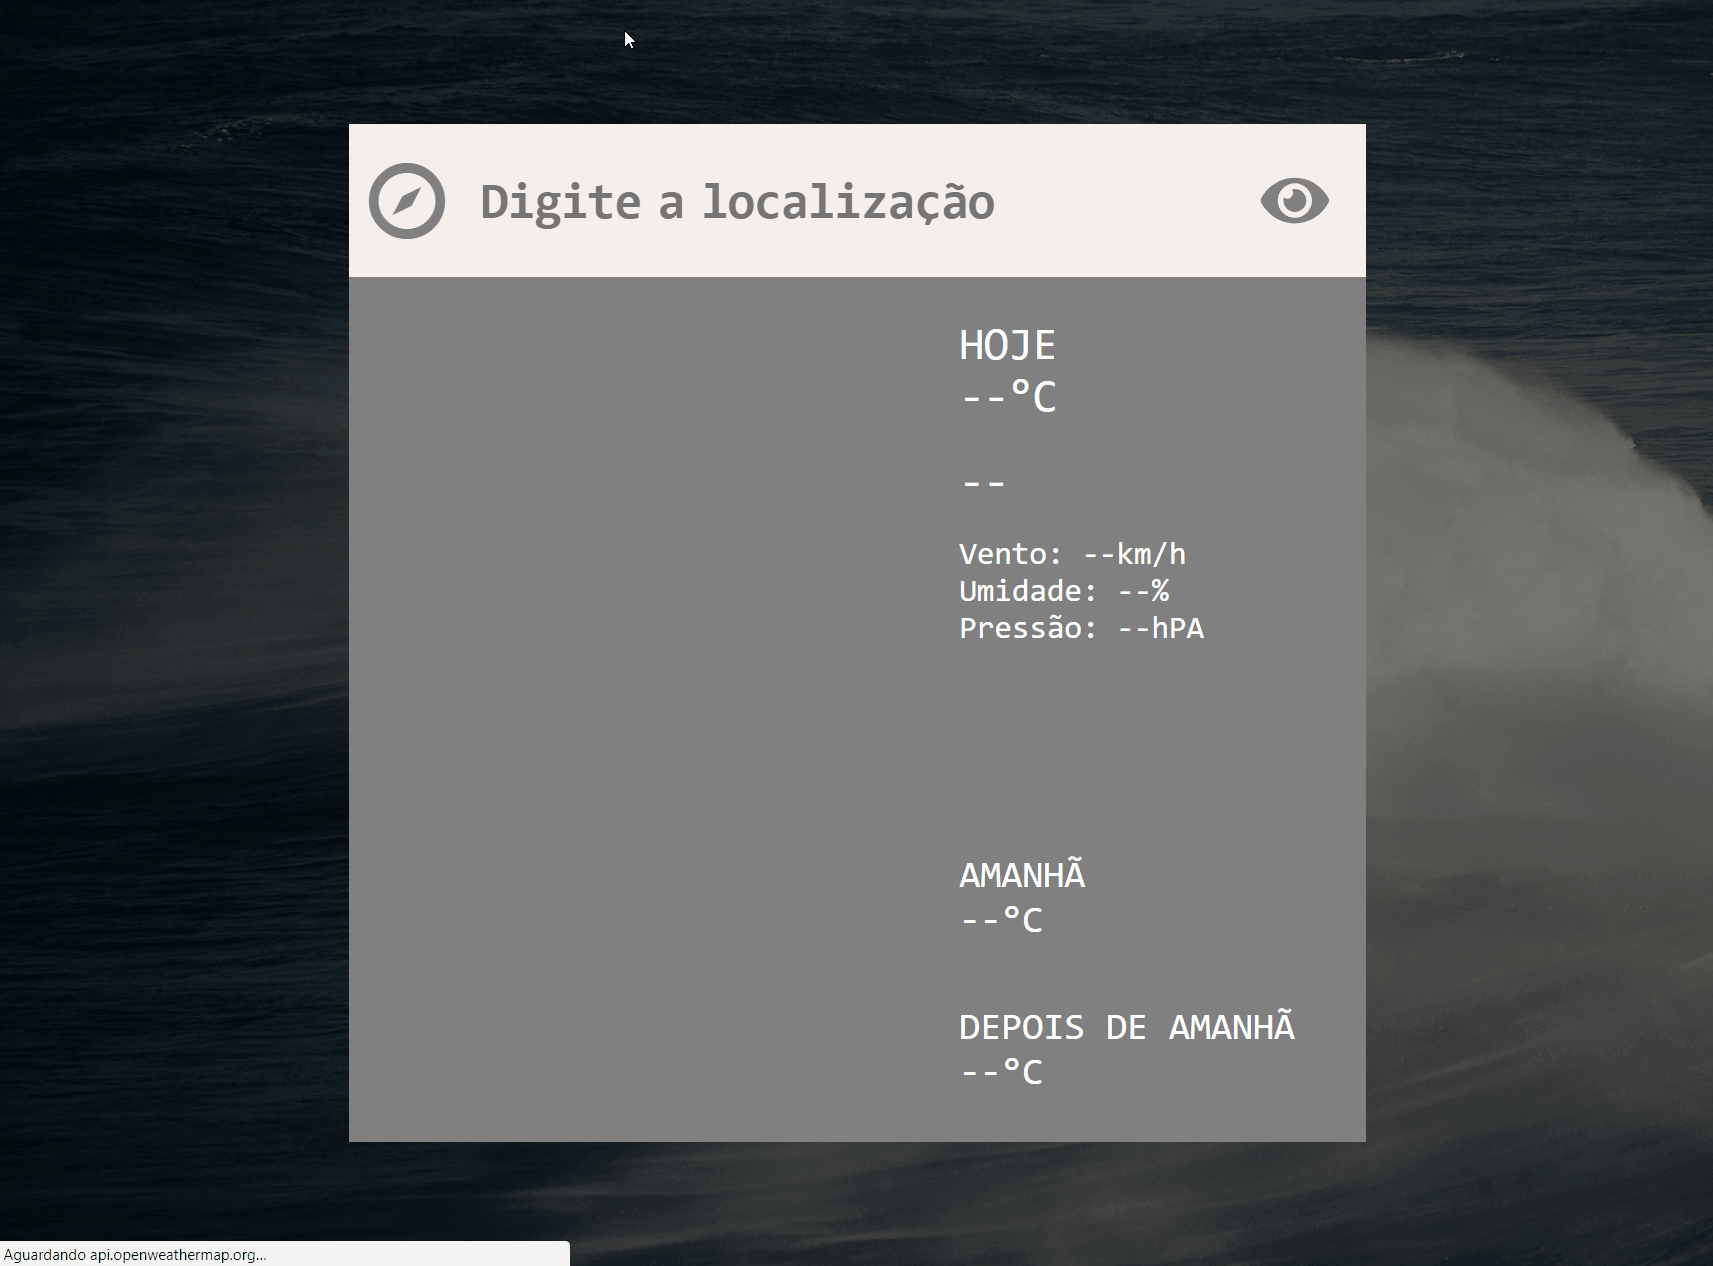 Digite a localização
HOJE
--°C
--
Vento: --km/h
Umidade: --%
Pressão: --hPA
AMANHÃ
--°C
DEPOIS DE AMANHÃ
--°C
Aguardando api.openweathermap.org...